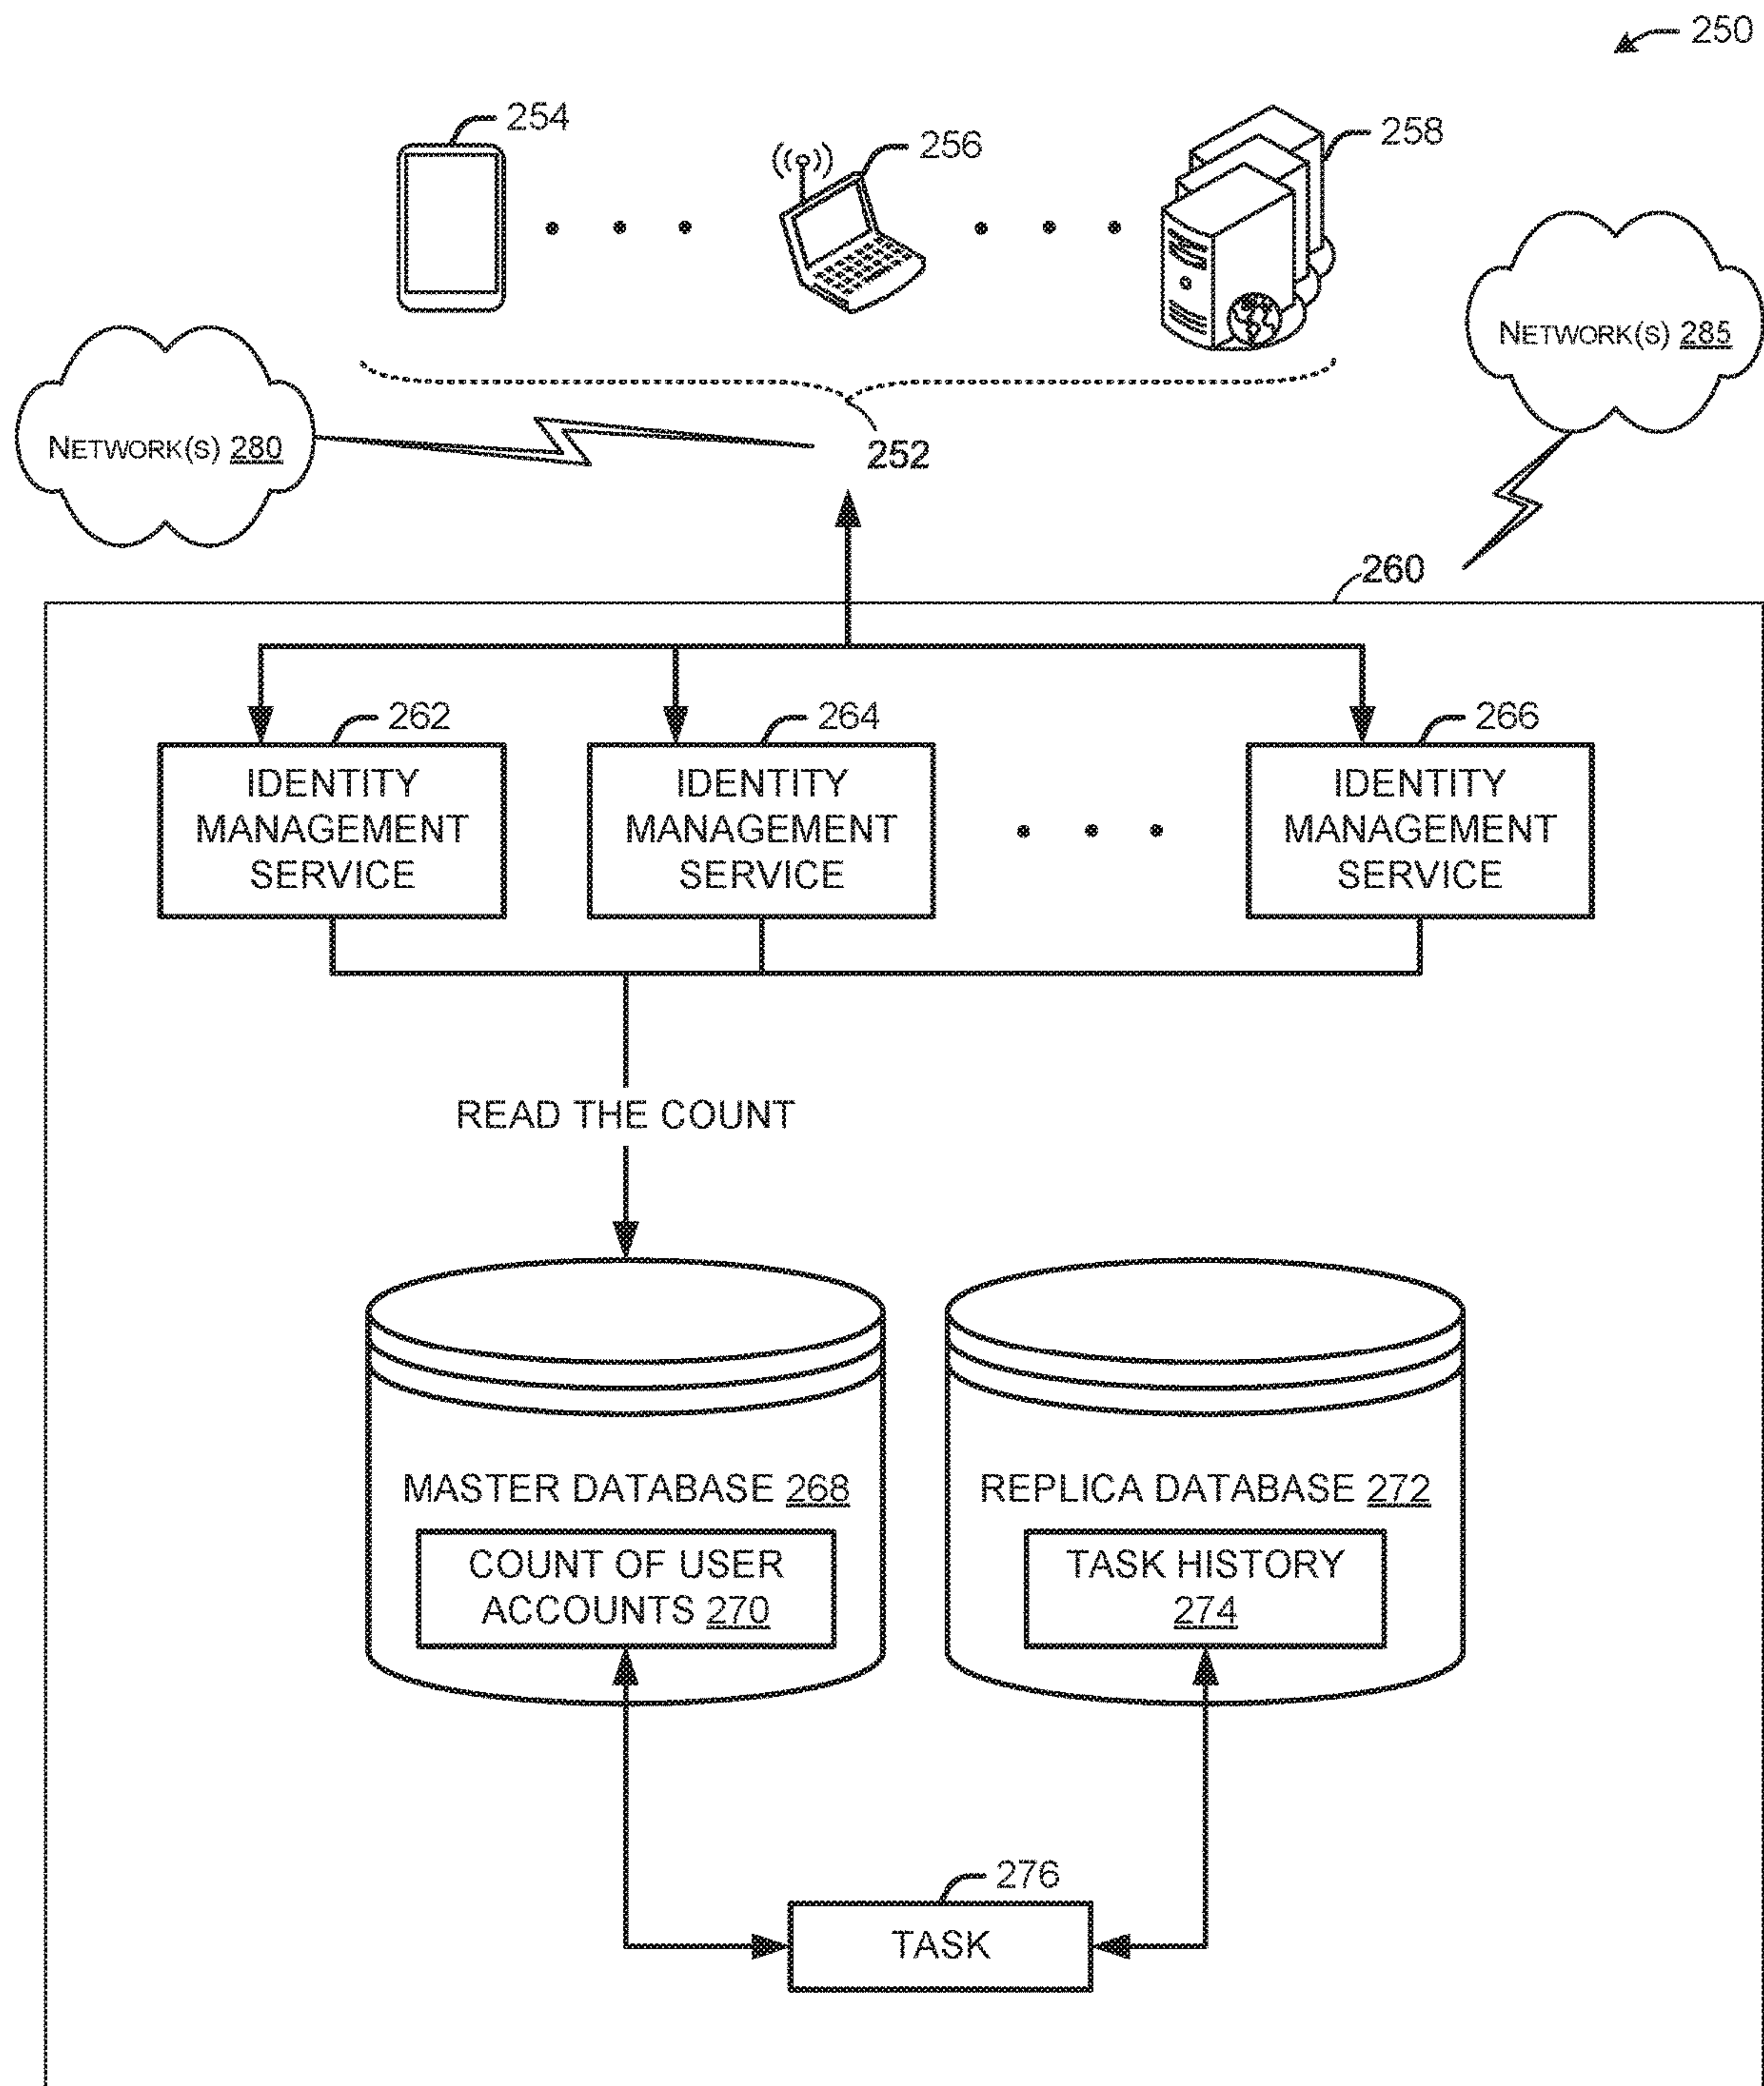 250
254
256
258
NETWORK(S) 285
NETWORK(S) 280
252
260
262
264
266
IDENTITY
MANAGEMENT
SERVICE
IDENTITY
MANAGEMENT
SERVICE
IDENTITY
MANAGEMENT
SERVICE
READ THE COUNT
MASTER DATABASE 268
COUNT OF USER
ACCOUNTS 270
REPLICA DATABASE 272
TASK HISTORY
274
276
TASK